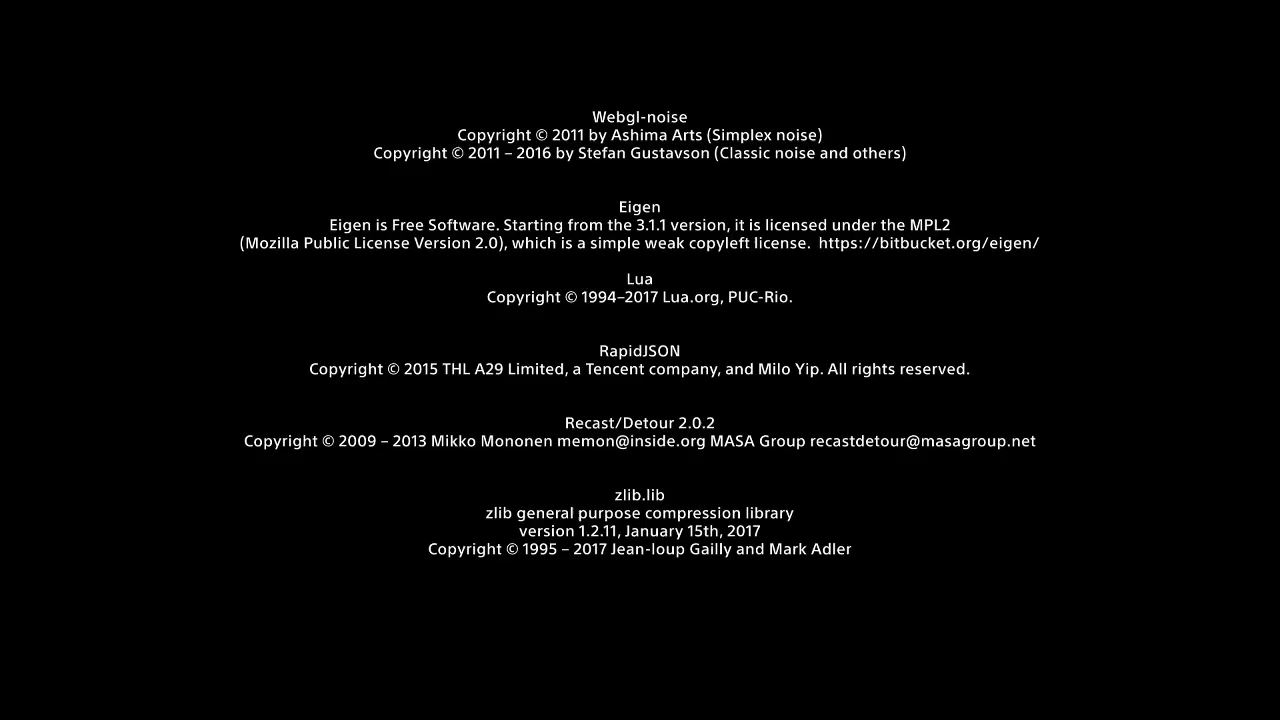 Webgl-noise
Copyright © 2011 by Ashima Arts (Simplex noise)
Copyright © 2011 – 2016 by Stefan Gustavson (Classic noise and others)
Eigen
Eigen is Free Software. Starting from the 3.1.1 version, it is licensed under the MPL2
(Mozilla Public License Version 2.0), which is a simple weak copyleft license.  https://bitbucket.org/eigen/
Lua
Copyright © 1994–2017 Lua.org, PUC-Rio.
RapidJSON
Copyright © 2015 THL A29 Limited, a Tencent company, and Milo Yip. All rights reserved.
Recast/Detour 2.0.2
Copyright © 2009 – 2013 Mikko Mononen memon@inside.org MASA Group recastdetour@masagroup.net
zlib.lib
zlib general purpose compression library
version 1.2.11, January 15th, 2017
Copyright © 1995 – 2017 Jean-loup Gailly and Mark Adler